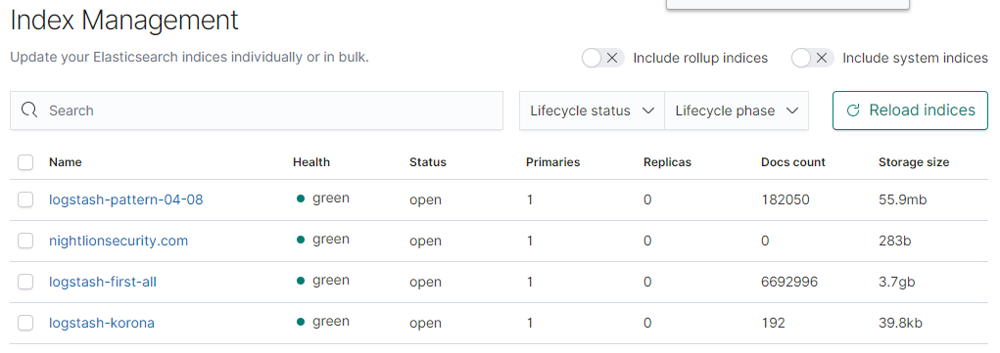 Index Management
Update your Elasticsearch indices individually or in bulk.
Include rollup indices
Include system indices
Search
Lifecycle status
Lifecycle phase
Reload indices
Name Health Status Primaries Replicas Docs count Storage size
logstash-pattern-04-08 green open 1 0 182050 55.9mb
nightlionsecurity.com green open 1 0 0 283b
logstash-first-all green open 1 0 6692996 3.7gb
logstash-korona green open 1 0 192 39.8kb